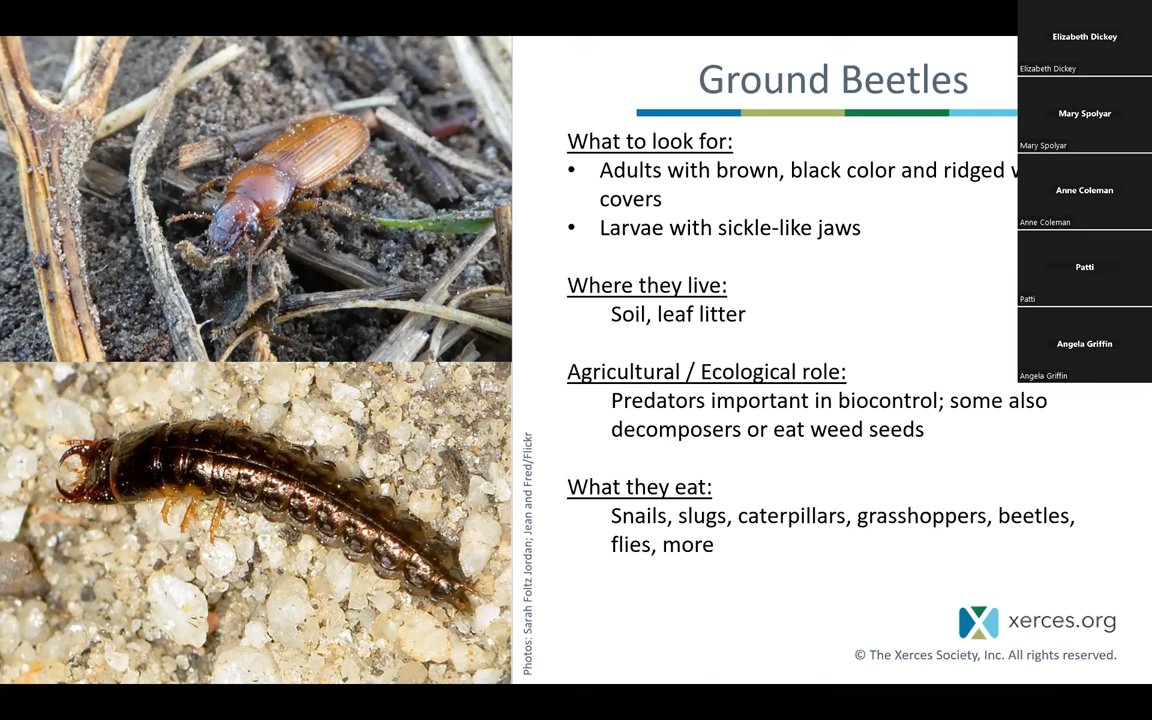 Ground Beetles
What to look for:
• Adults with brown, black color and ridged
covers
• Larvae with sickle-like jaws
Where they live:
Soil, leaf litter
Agricultural / Ecological role:
Predators important in biocontrol; some also
decomposers or eat weed seeds
What they eat:
Snails, slugs, caterpillars, grasshoppers, beetles,
flies, more
Photos: Sarah Foltz Jordan; Jean and Fred/Flickr
xerces.org
© The Xerces Society, Inc. All rights reserved.
Elizabeth Dickey
Elizabeth Dickey
Mary Spolyar
Mary Spolyar
Anne Coleman
Anne Coleman
Patti
Patti
Angela Griffin
Angela Griffin